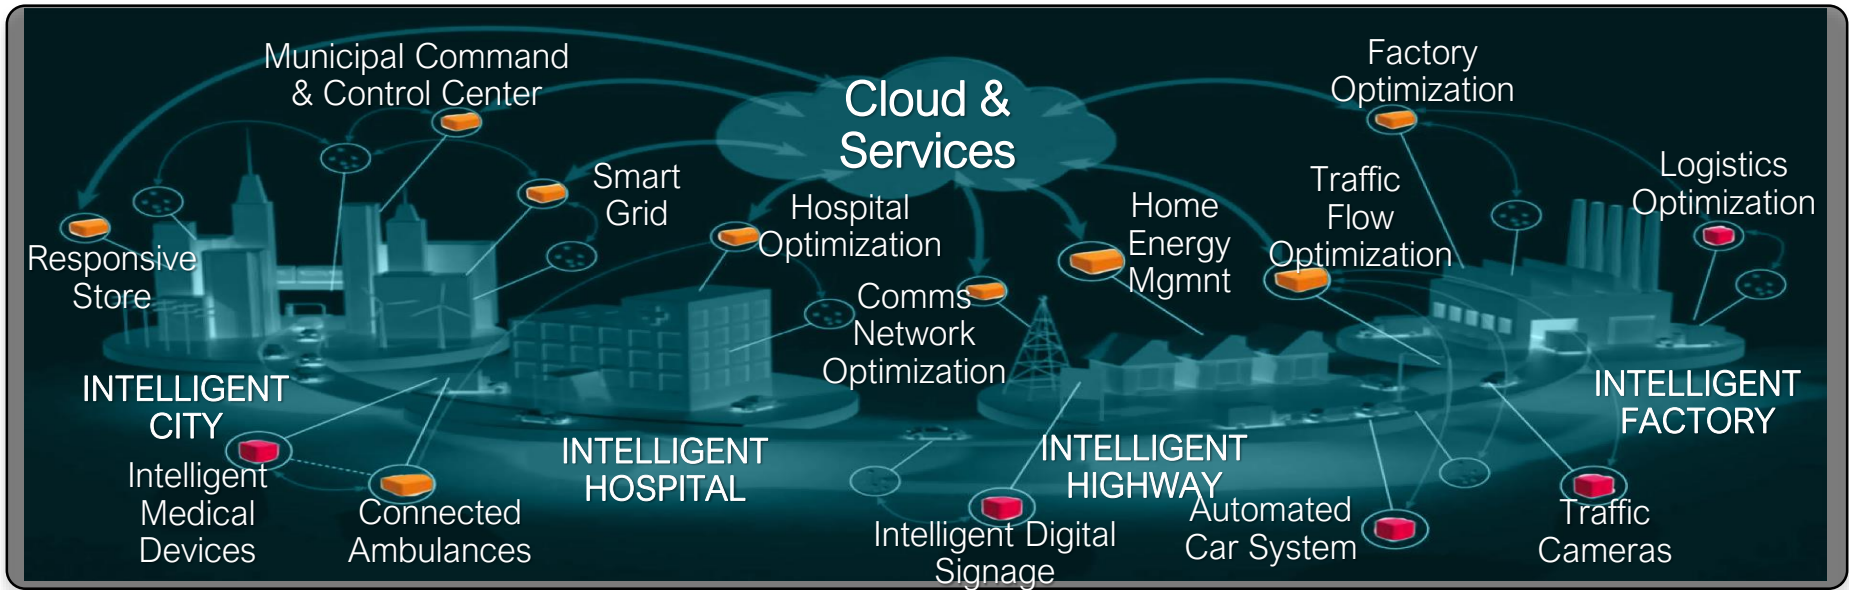 Municipal Command
& Control Center
Cloud &
Services
Factory
Optimization
Smart
Grid
Hospital
Optimization
Home
Energy
Mgmnt
Traffic
Flow
Optimization
Logistics
Optimization
Responsive
Store
Comms
Network
Optimization
INTELLIGENT
CITY
INTELLIGENT
HOSPITAL
INTELLIGENT
HIGHWAY
INTELLIGENT
FACTORY
Intelligent
Medical
Devices
Connected
Ambulances
Intelligent Digital
Signage
Automated
Car System
Traffic
Cameras